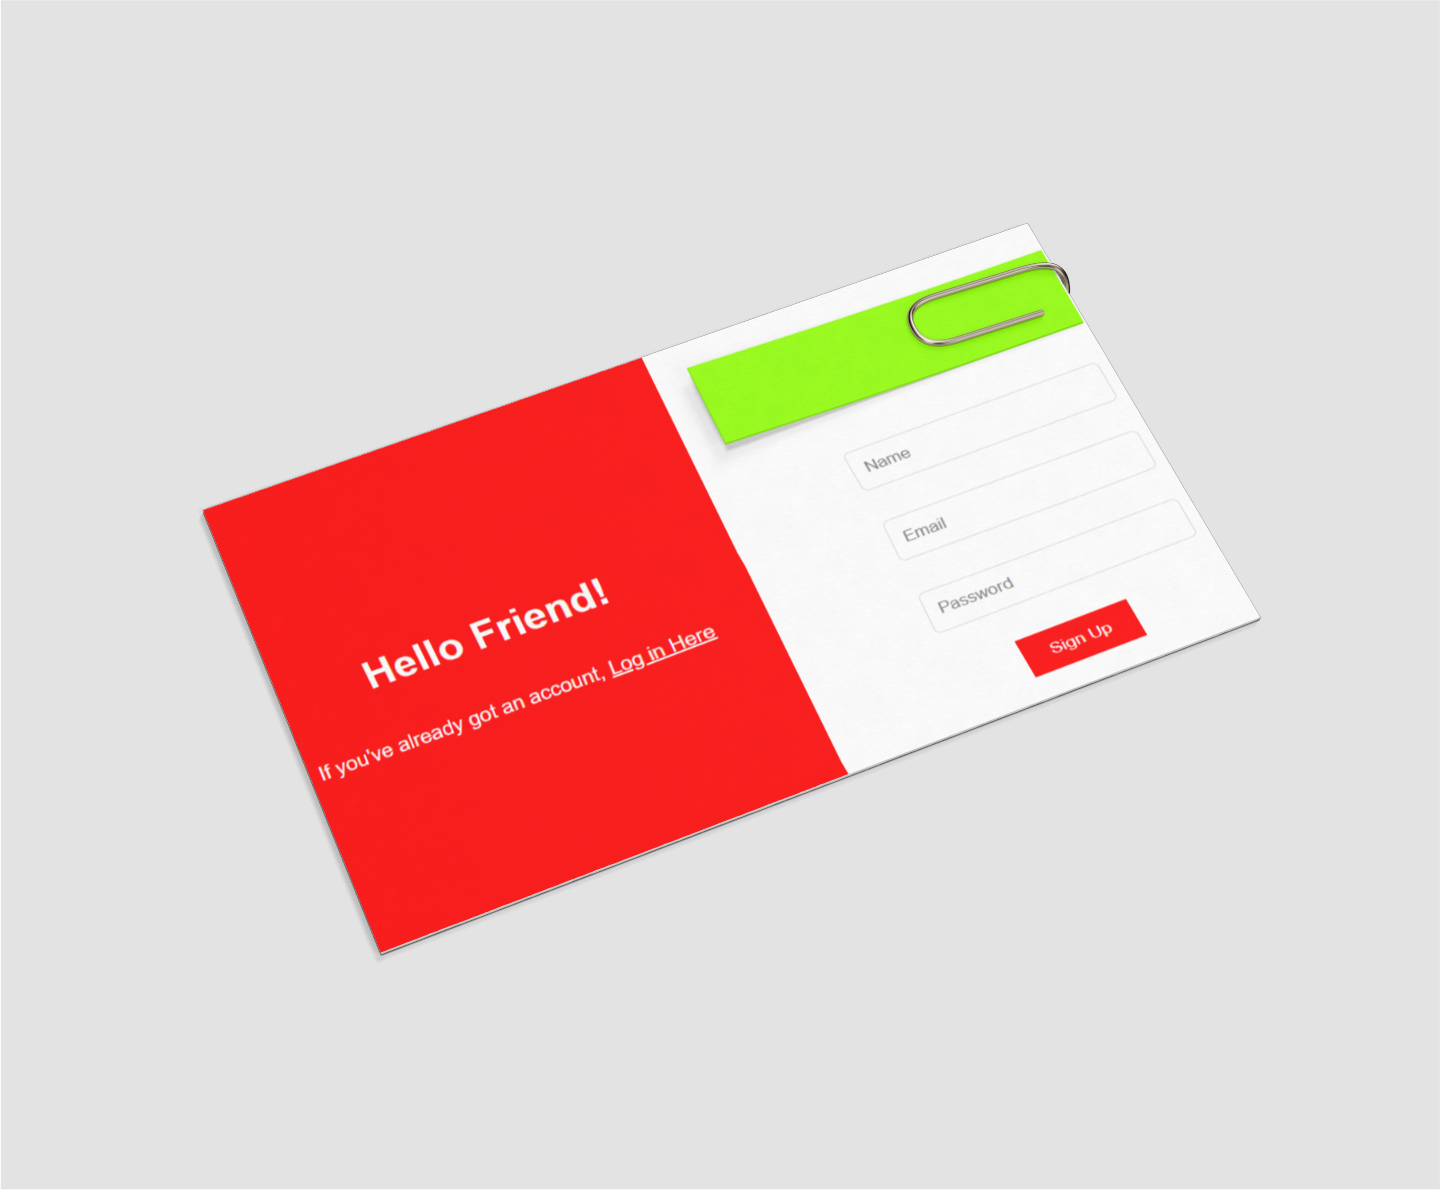 Hello Friend!
If you've already got an account, Log in Here
Name
Email
Password
Sign Up